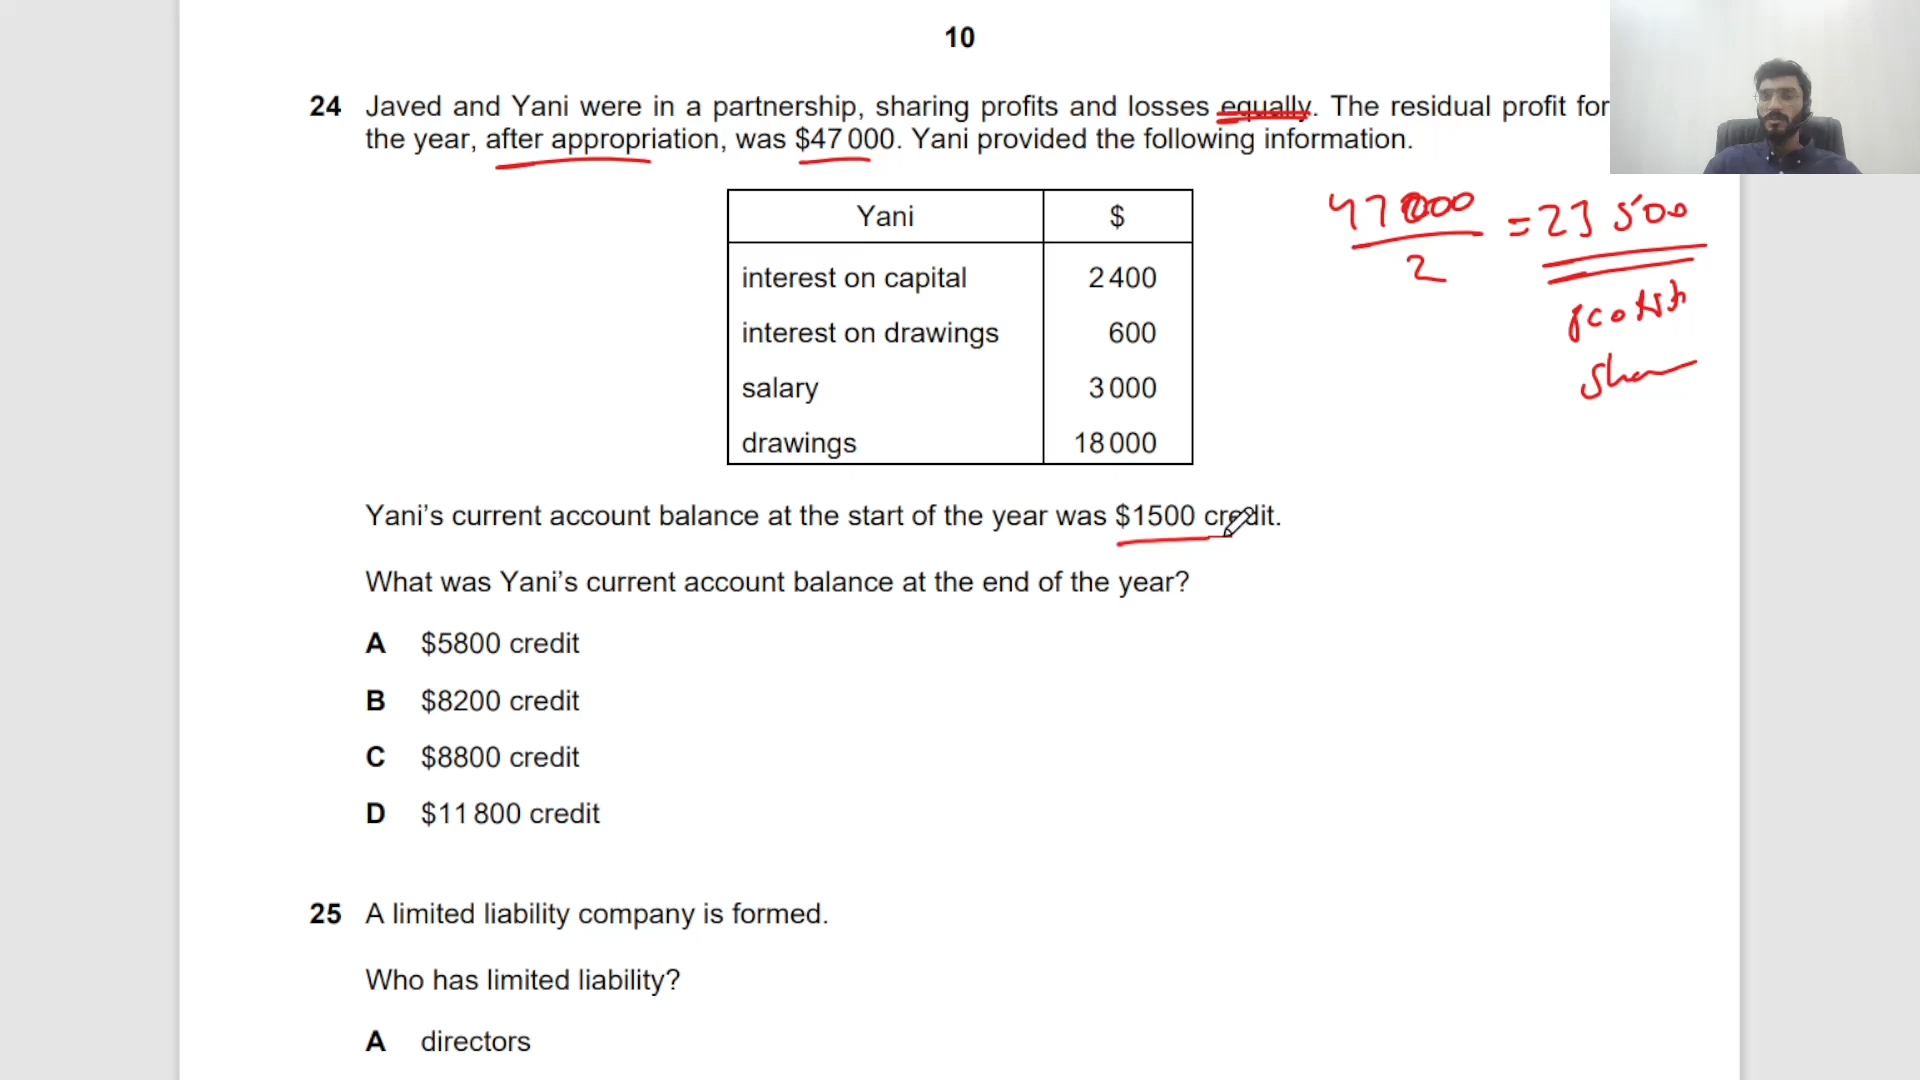 10
24 Javed and Yani were in a partnership, sharing profits and losses equally. The residual profit for
the year, after appropriation, was $47 000. Yani provided the following information.
Yani $
interest on capital 2 400
interest on drawings 600
salary 3 000
drawings 18 000
47000 = 23 500
2
Yani’s current account balance at the start of the year was $1500 credit.
What was Yani’s current account balance at the end of the year?
A $5800 credit
B $8200 credit
C $8800 credit
D $11 800 credit
25 A limited liability company is formed.
Who has limited liability?
A directors